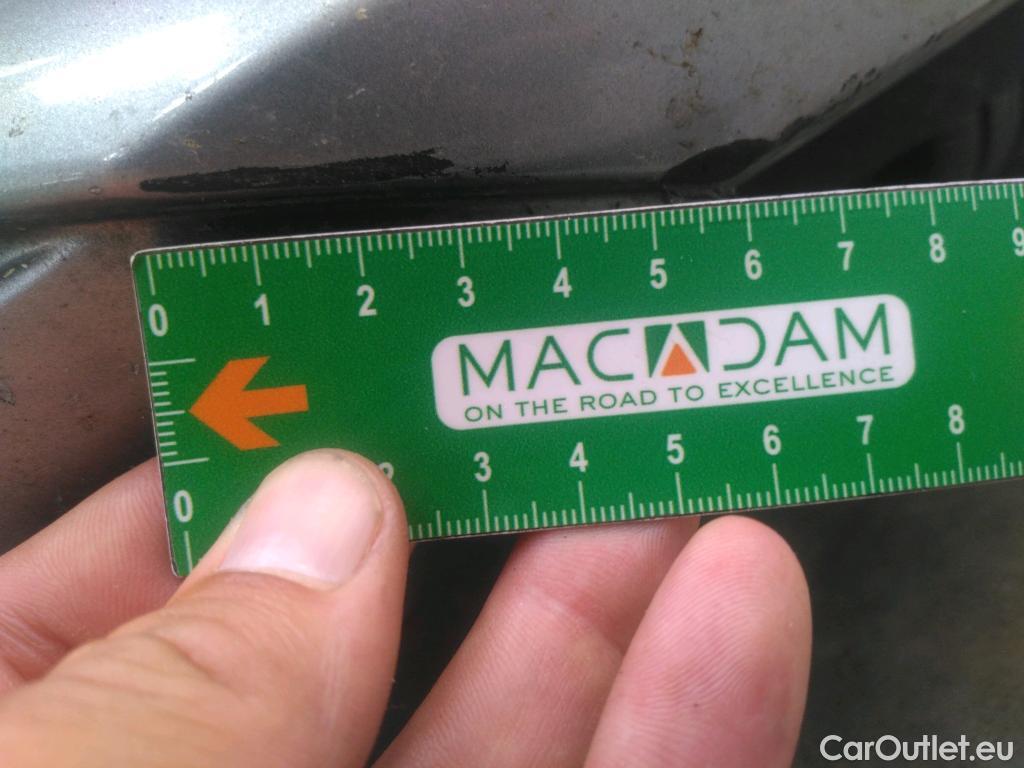 0 1 2 3 4 5 6 7 8 9
MACADAM
ON THE ROAD TO EXCELLENCE
0 2 3 4 5 6 7 8
CarOutlet.eu